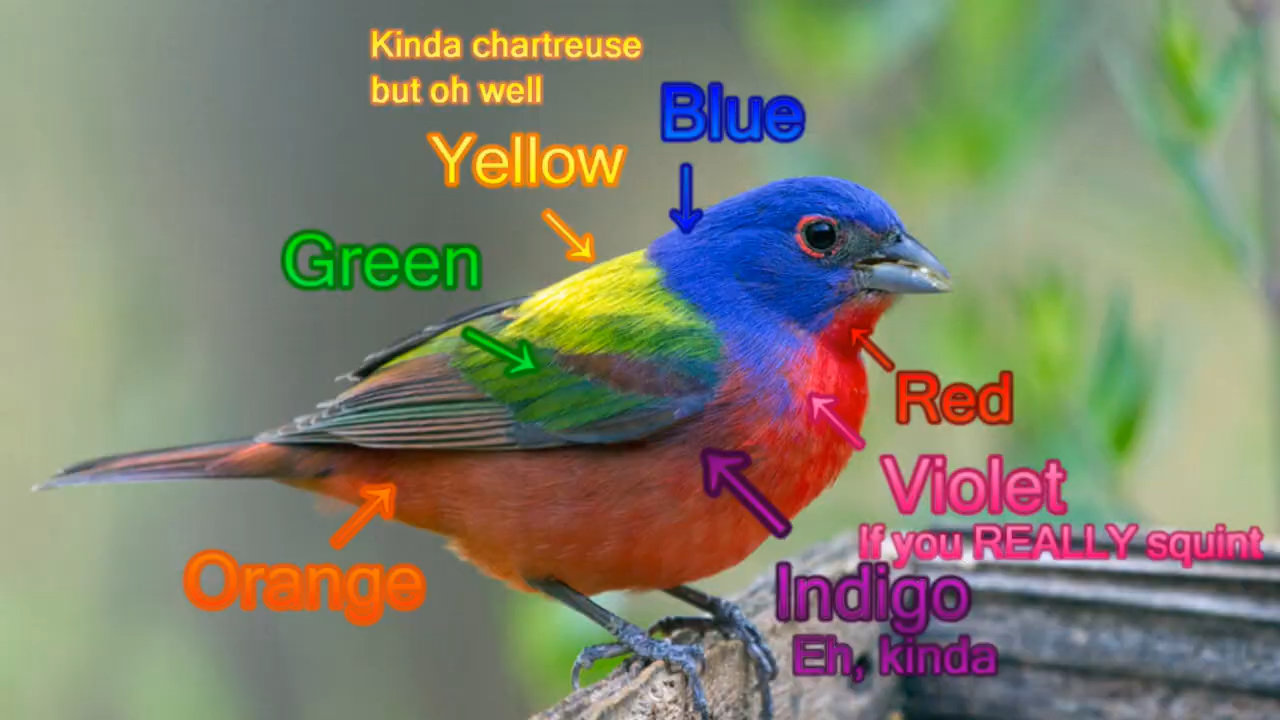 Kinda chartreuse
but oh well
Yellow
Blue
Green
Red
Violet
If you REALLY squint
Orange
Indigo
Eh, kinda